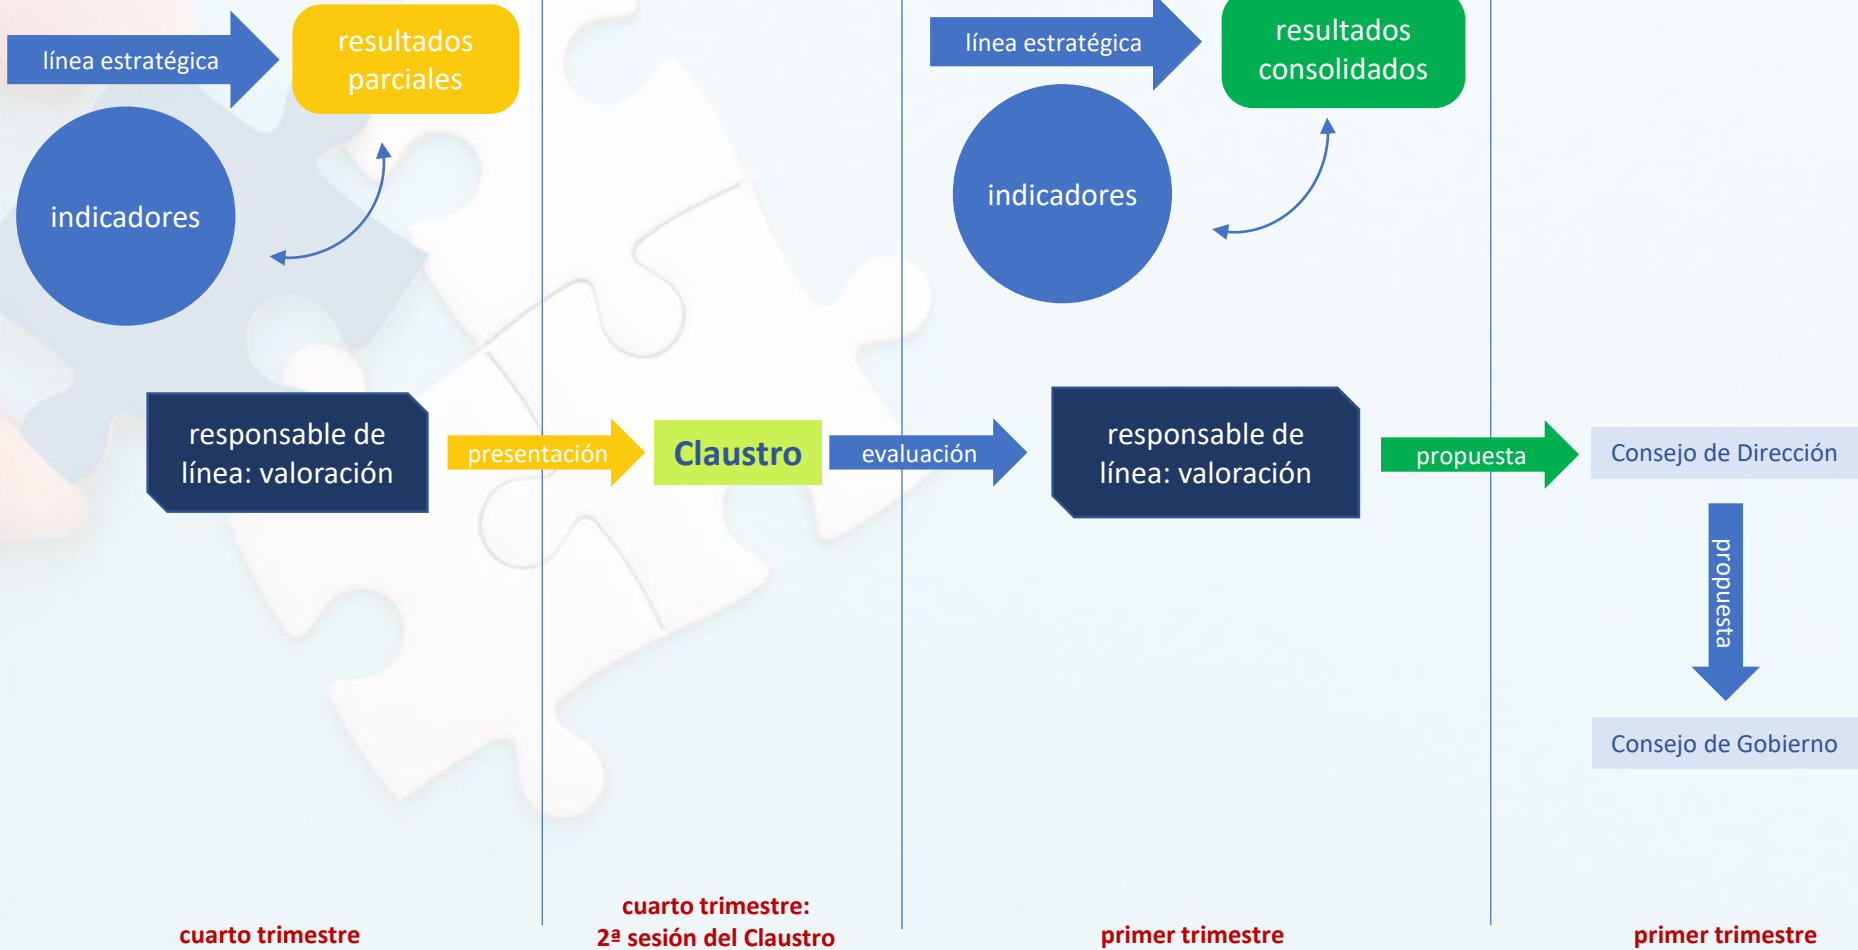 línea estratégica
resultados
parciales
indicadores
responsable de
línea: valoración
presentación
cuarto trimestre
Claustro
evaluación
cuarto trimestre:
2ª sesión del Claustro
línea estratégica
resultados
consolidados
indicadores
responsable de
línea: valoración
propuesta
primer trimestre
Consejo de Dirección
propuesta
Consejo de Gobierno
primer trimestre